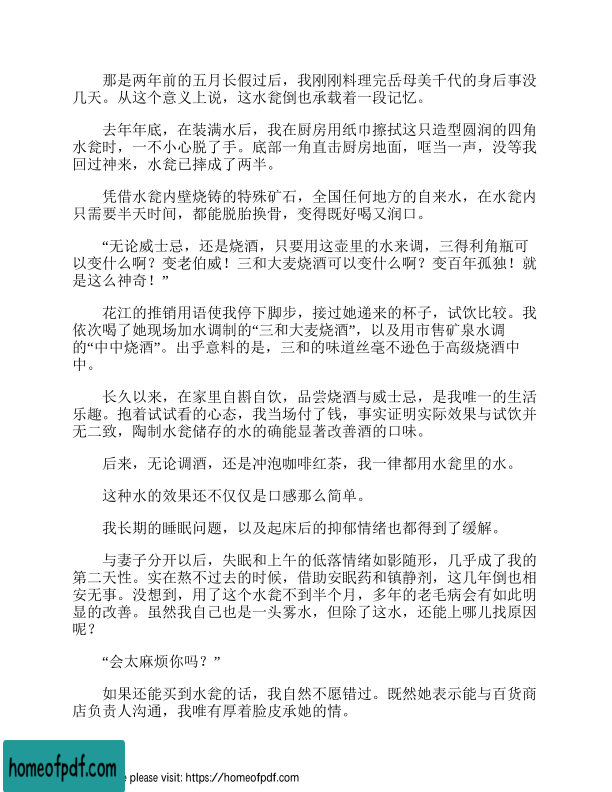 那是两年前的五月长假过后，我刚刚料理完岳母美千代的身后事没
几天。从这个意义上说，这水瓮倒也承载着一段记忆。
去年年底，在装满水后，我在厨房用纸巾擦拭这只造型圆润的四角
水瓮时，一不小心脱了手。底部一角直击厨房地面，哐当一声，没等我
回过神来，水瓮已摔成了两半。
凭借水瓮内壁烧铸的特殊矿石，全国任何地方的自来水，在水瓮内
只需要半天时间，都能脱胎换骨，变得既好喝又润口。
“无论威士忌，还是烧酒，只要用这壶里的水来调，三得利角瓶可
以变什么啊？变老伯威！三和大麦烧酒可以变什么啊？变百年孤独！就
是这么神奇！”
花江的推销用语使我停下脚步，接过她递来的杯子，试饮比较。我
依次喝了她现场加水调制的“三和大麦烧酒”，以及用市售矿泉水调
的“中中烧酒”。出乎意料的是，三和的味道丝毫不逊色于高级烧酒中
中。
长久以来，在家里自斟自饮，品尝烧酒与威士忌，是我唯一的生活
乐趣。抱着试试看的心态，我当场付了钱，事实证明实际效果与试饮并
无二致，陶制水瓮储存的水的确能显著改善酒的口味。
后来，无论调酒，还是冲泡咖啡红茶，我一律都用水瓮里的水。
这种水的效果还不仅仅是口感那么简单。
我长期的睡眠问题，以及起床后的抑郁情绪也都得到了缓解。
与妻子分开以后，失眠和上午的低落情绪如影随形，几乎成了我的
第二天性。实在熬不过去的时候，借助安眠药和镇静剂，这几年倒也相
安无事。没想到，用了这个水瓮不到半个月，多年的老毛病会有如此明
显的改善。虽然我自己也是一头雾水，但除了这水，还能上哪儿找原因
呢？
“会太麻烦你吗？”
如果还能买到水瓮的话，我自然不愿错过。既然她表示能与百货商
店负责人沟通，我唯有厚着脸皮承她的情。
homeofpdf.com
e please visit: https://homeofpdf.com